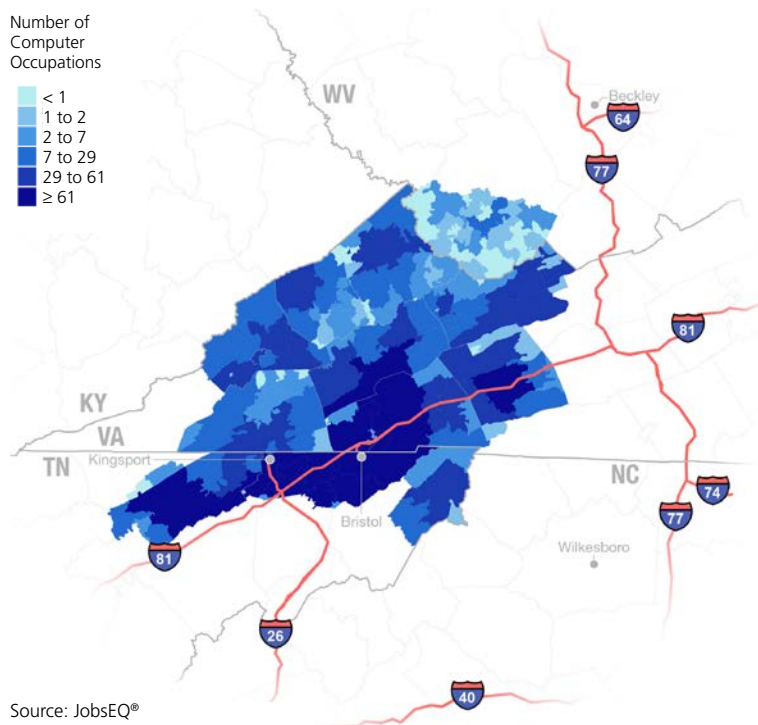 Number of
Computer
Occupations
< 1
1 to 2
2 to 7
7 to 29
29 to 61
≥ 61
WV
Beckley
64
77
81
KY
VA
TN
Kingsport
NC
Bristol
74
77
81
Wilkesboro
26
40
Source: JobsEQ®